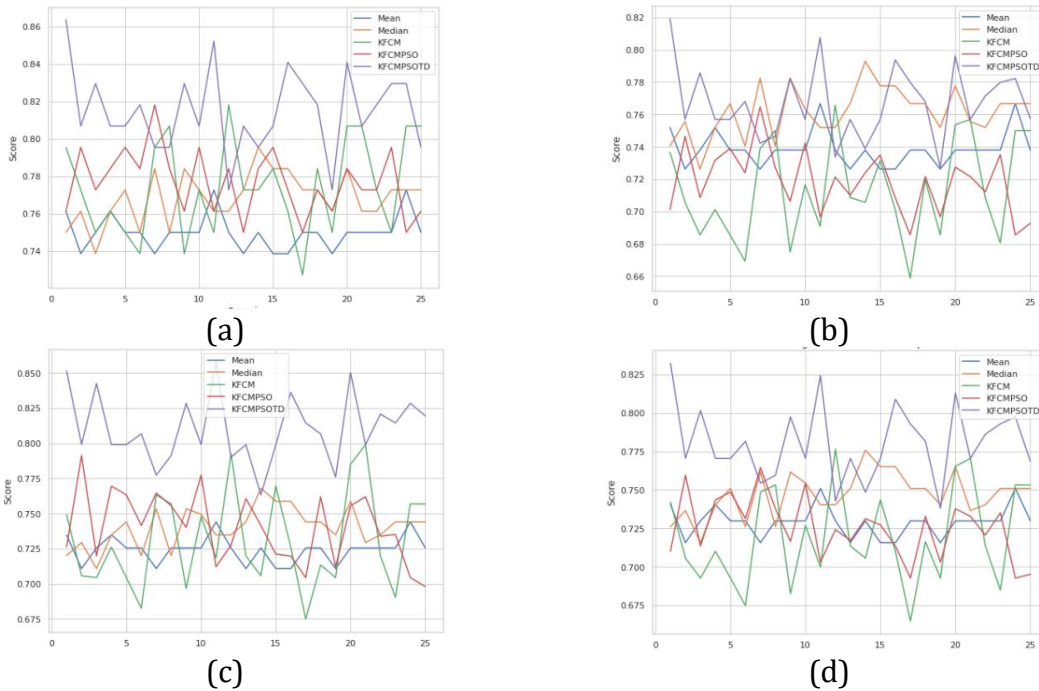 Score
0.86
0.84
0.82
0.80
0.78
0.76
0.74
0 5 10 15 20 25
Mean
Median
KFCM
KFCMPSO
KFCMPSOTD
(a)
Score
0.82
0.80
0.78
0.76
0.74
0.72
0.70
0.68
0.66
0 5 10 15 20 25
Mean
Median
KFCM
KFCMPSO
KFCMPSOTD
(b)
Score
0.850
0.825
0.800
0.775
0.750
0.725
0.700
0.675
0 5 10 15 20 25
Mean
Median
KFCM
KFCMPSO
KFCMPSOTD
(c)
Score
0.825
0.800
0.775
0.750
0.725
0.700
0.675
0 5 10 15 20 25
Mean
Median
KFCM
KFCMPSO
KFCMPSOTD
(d)